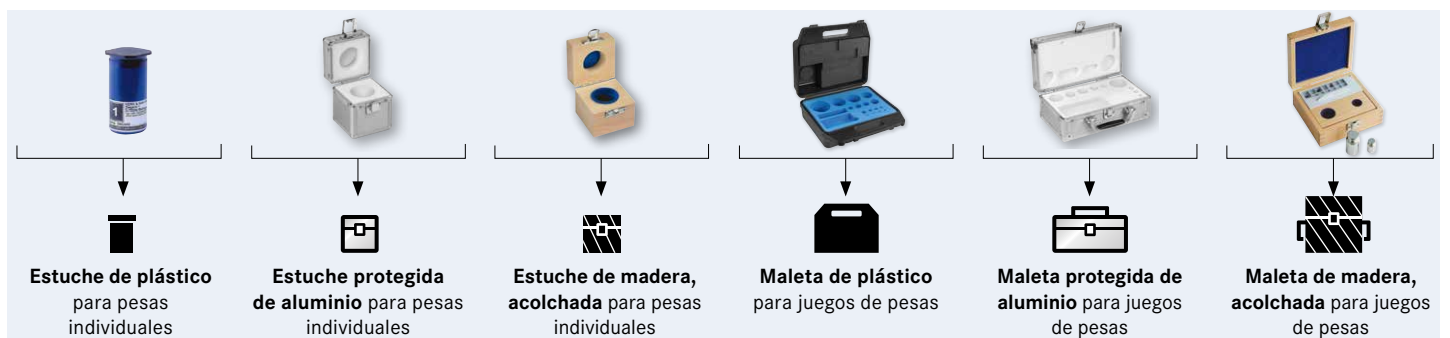 1
Estuche de plástico
para pesas
individuales
Estuche protegida
de aluminio para pesas
individuales
Estuche de madera,
acolchada para pesas
individuales
Maleta de plástico
para juegos de pesas
Maleta protegida de
aluminio para juegos
de pesas
Maleta de madera,
acolchada para juegos
de pesas